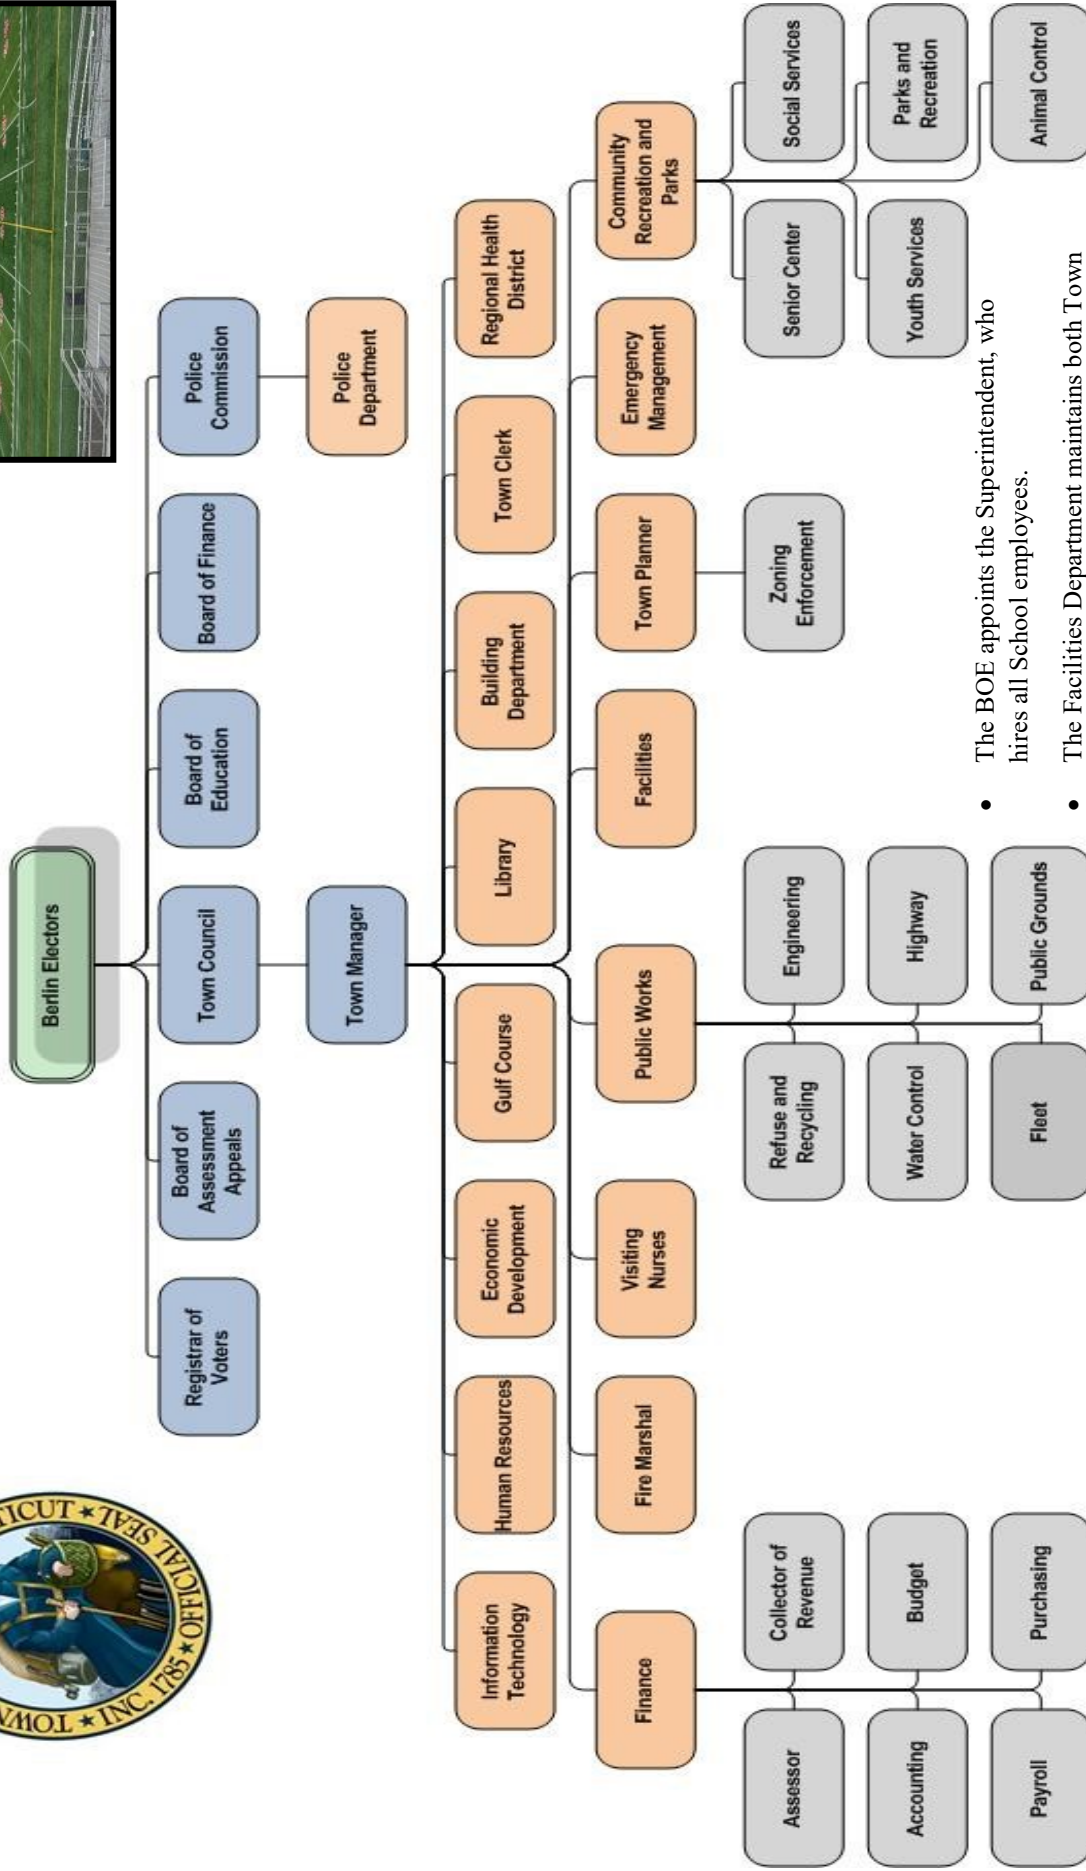 TOWN
TICUT ★ OFFICIAL SEAL ★ INC. 1785 ★
Berlin Electors
Registrar of
Voters
Board of
Assessment
Appeals
Town Council
Board of
Education
Board of Finance
Police
Commission
Town Manager
Police
Department
Information
Technology
Human Resources
Economic
Development
Gulf Course
Library
Building
Department
Town Clerk
Regional Health
District
Finance
Fire Marshal
Visiting
Nurses
Public Works
Facilities
Town Planner
Emergency
Management
Community
Recreation and
Parks
Assessor
Collector of
Revenue
Refuse and
Recycling
Engineering
Zoning
Enforcement
Senior Center
Social Services
Accounting
Budget
Water Control
Highway
Youth Services
Parks and
Recreation
Payroll
Purchasing
Fleet
Public Grounds
Animal Control
• The BOE appoints the Superintendent, who
hires all School employees.
• The Facilities Department maintains both Town